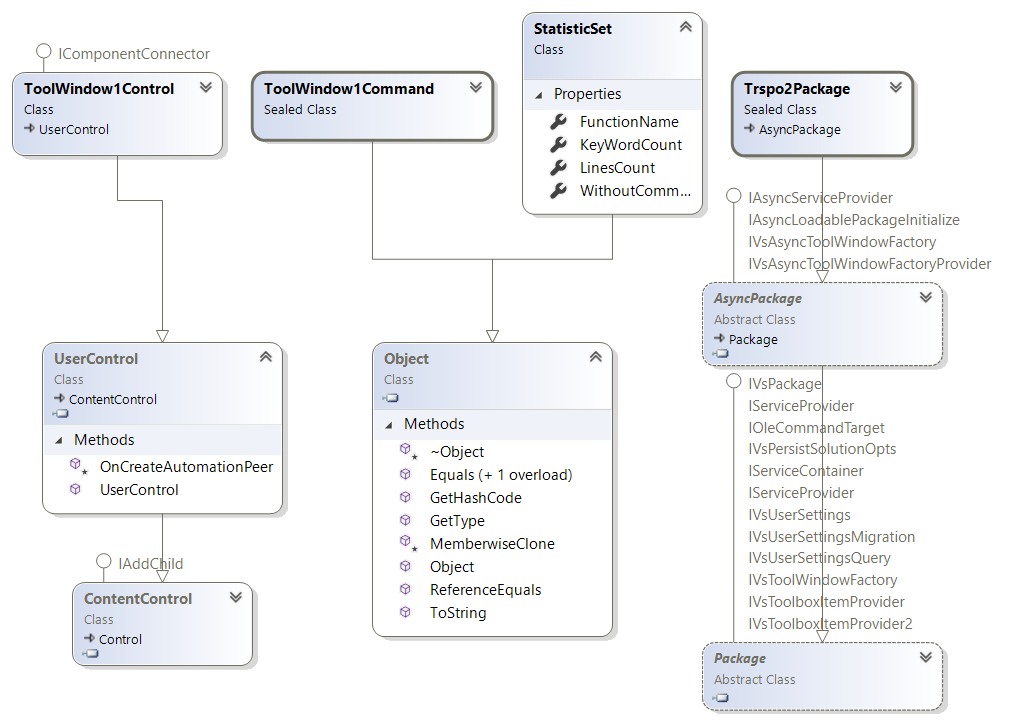 IComponentConnector
ToolWindow1Control
Class
UserControl
ToolWindow1Command
Sealed Class
StatisticSet
Class
Properties
FunctionName
KeyWordCount
LinesCount
WithoutComm...
Trspo2Package
Sealed Class
AsyncPackage
IAsyncServiceProvider
IAsyncLoadablePackageInitialize
IVsAsyncToolWindowFactory
IVsAsyncToolWindowFactoryProvider
AsyncPackage
Abstract Class
Package
UserControl
Class
ContentControl
Methods
OnCreateAutomationPeer
UserControl
IAddChild
ContentControl
Class
Control
Object
Class
Methods
~Object
Equals (+ 1 overload)
GetHashCode
GetType
MemberwiseClone
Object
ReferenceEquals
ToString
IVsPackage
IServiceProvider
IOleCommandTarget
IVsPersistSolutionOpts
IServiceContainer
IServiceProvider
IVsUserSettings
IVsUserSettingsMigration
IVsUserSettingsQuery
IVsToolWindowFactory
IVsToolboxItemProvider
IVsToolboxItemProvider2
Package
Abstract Class